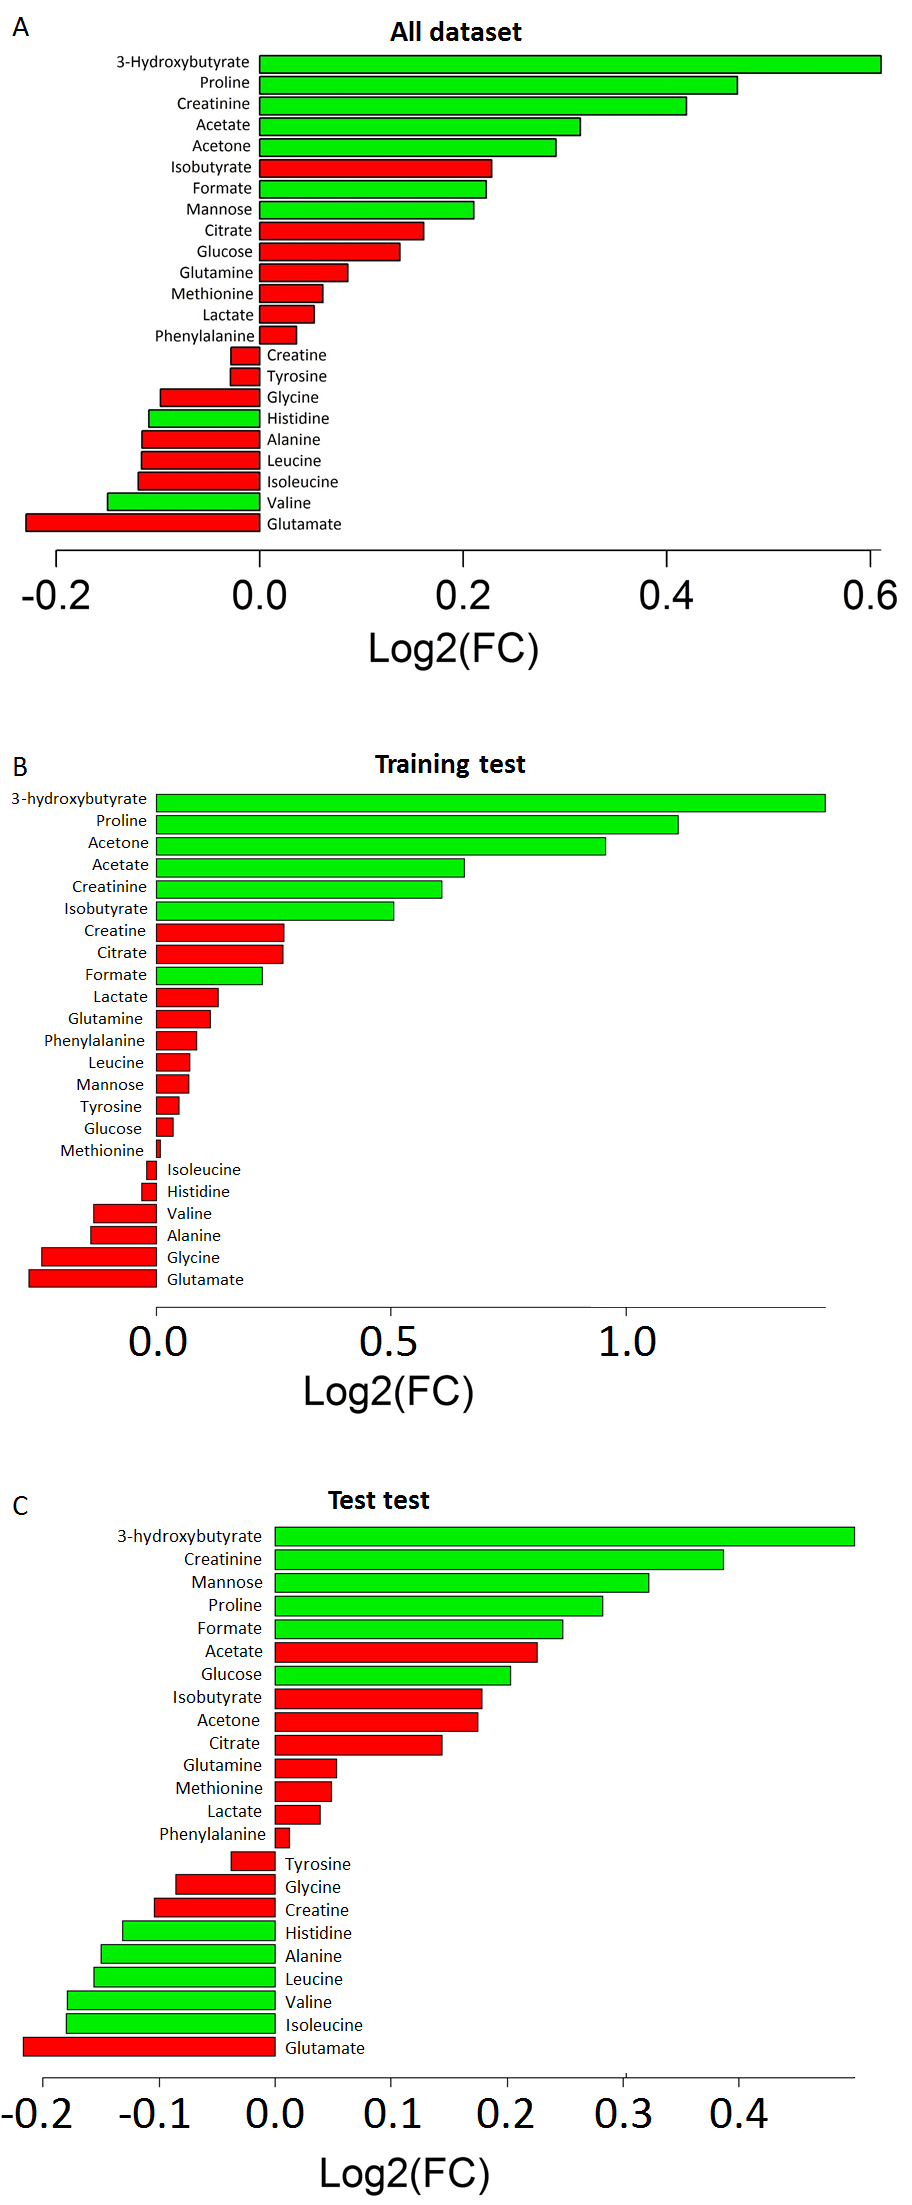 A
All dataset
3-Hydroxybutyrate
Proline
Creatinine
Acetate
Acetone
Isobutyrate
Formate
Mannose
Citrate
Glucose
Glutamine
Methionine
Lactate
Phenylalanine
Creatine
Tyrosine
Glycine
Histidine
Alanine
Leucine
Isoleucine
Valine
Glutamate
-0.2 0.0 0.2 0.4 0.6
Log2(FC)
B
Training test
3-hydroxybutyrate
Proline
Acetone
Acetate
Creatinine
Isobutyrate
Creatine
Citrate
Formate
Lactate
Glutamine
Phenylalanine
Leucine
Mannose
Tyrosine
Glucose
Methionine
Isoleucine
Histidine
Valine
Alanine
Glycine
Glutamate
0.0 0.5 1.0
Log2(FC)
C
Test test
3-hydroxybutyrate
Creatinine
Mannose
Proline
Formate
Acetate
Glucose
Isobutyrate
Acetone
Citrate
Glutamine
Methionine
Lactate
Phenylalanine
Tyrosine
Glycine
Creatine
Histidine
Alanine
Leucine
Valine
Isoleucine
Glutamate
-0.2 -0.1 0.0 0.1 0.2 0.3 0.4
Log2(FC)